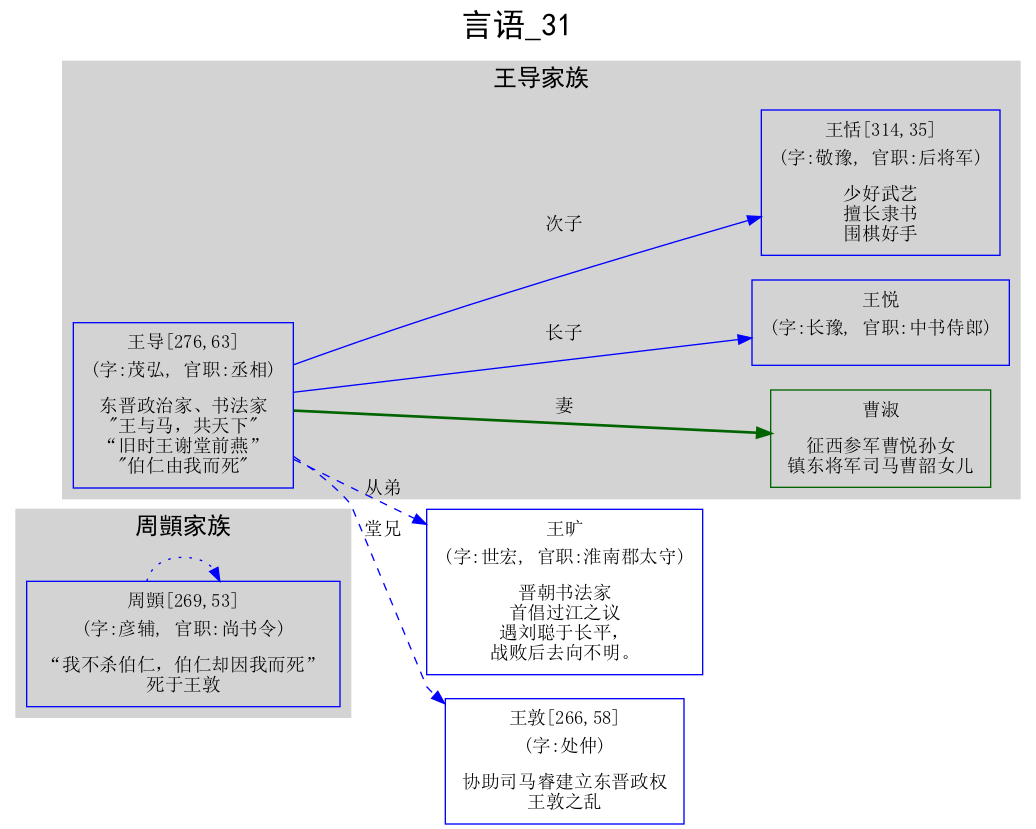 言语_31
王导家族
王恬[314,35]
(字:敬豫, 官职:后将军)
少好武艺
擅长隶书
围棋好手
次子
王悦
(字:长豫, 官职:中书侍郎)
长子
王导[276,63]
(字:茂弘, 官职:丞相)
东晋政治家、书法家
"王与马，共天下"
“旧时王谢堂前燕”
"伯仁由我而死"
妻
曹淑
征西参军曹悦孙女
镇东将军司马曹韶女儿
从弟
堂兄
王旷
(字:世宏, 官职:淮南郡太守)
晋朝书法家
首倡过江之议
遇刘聪于长平，
战败后去向不明。
周顗家族
周顗[269,53]
(字:彦辅, 官职:尚书令)
“我不杀伯仁，伯仁却因我而死”
死于王敦
王敦[266,58]
(字:处仲)
协助司马睿建立东晋政权
王敦之乱